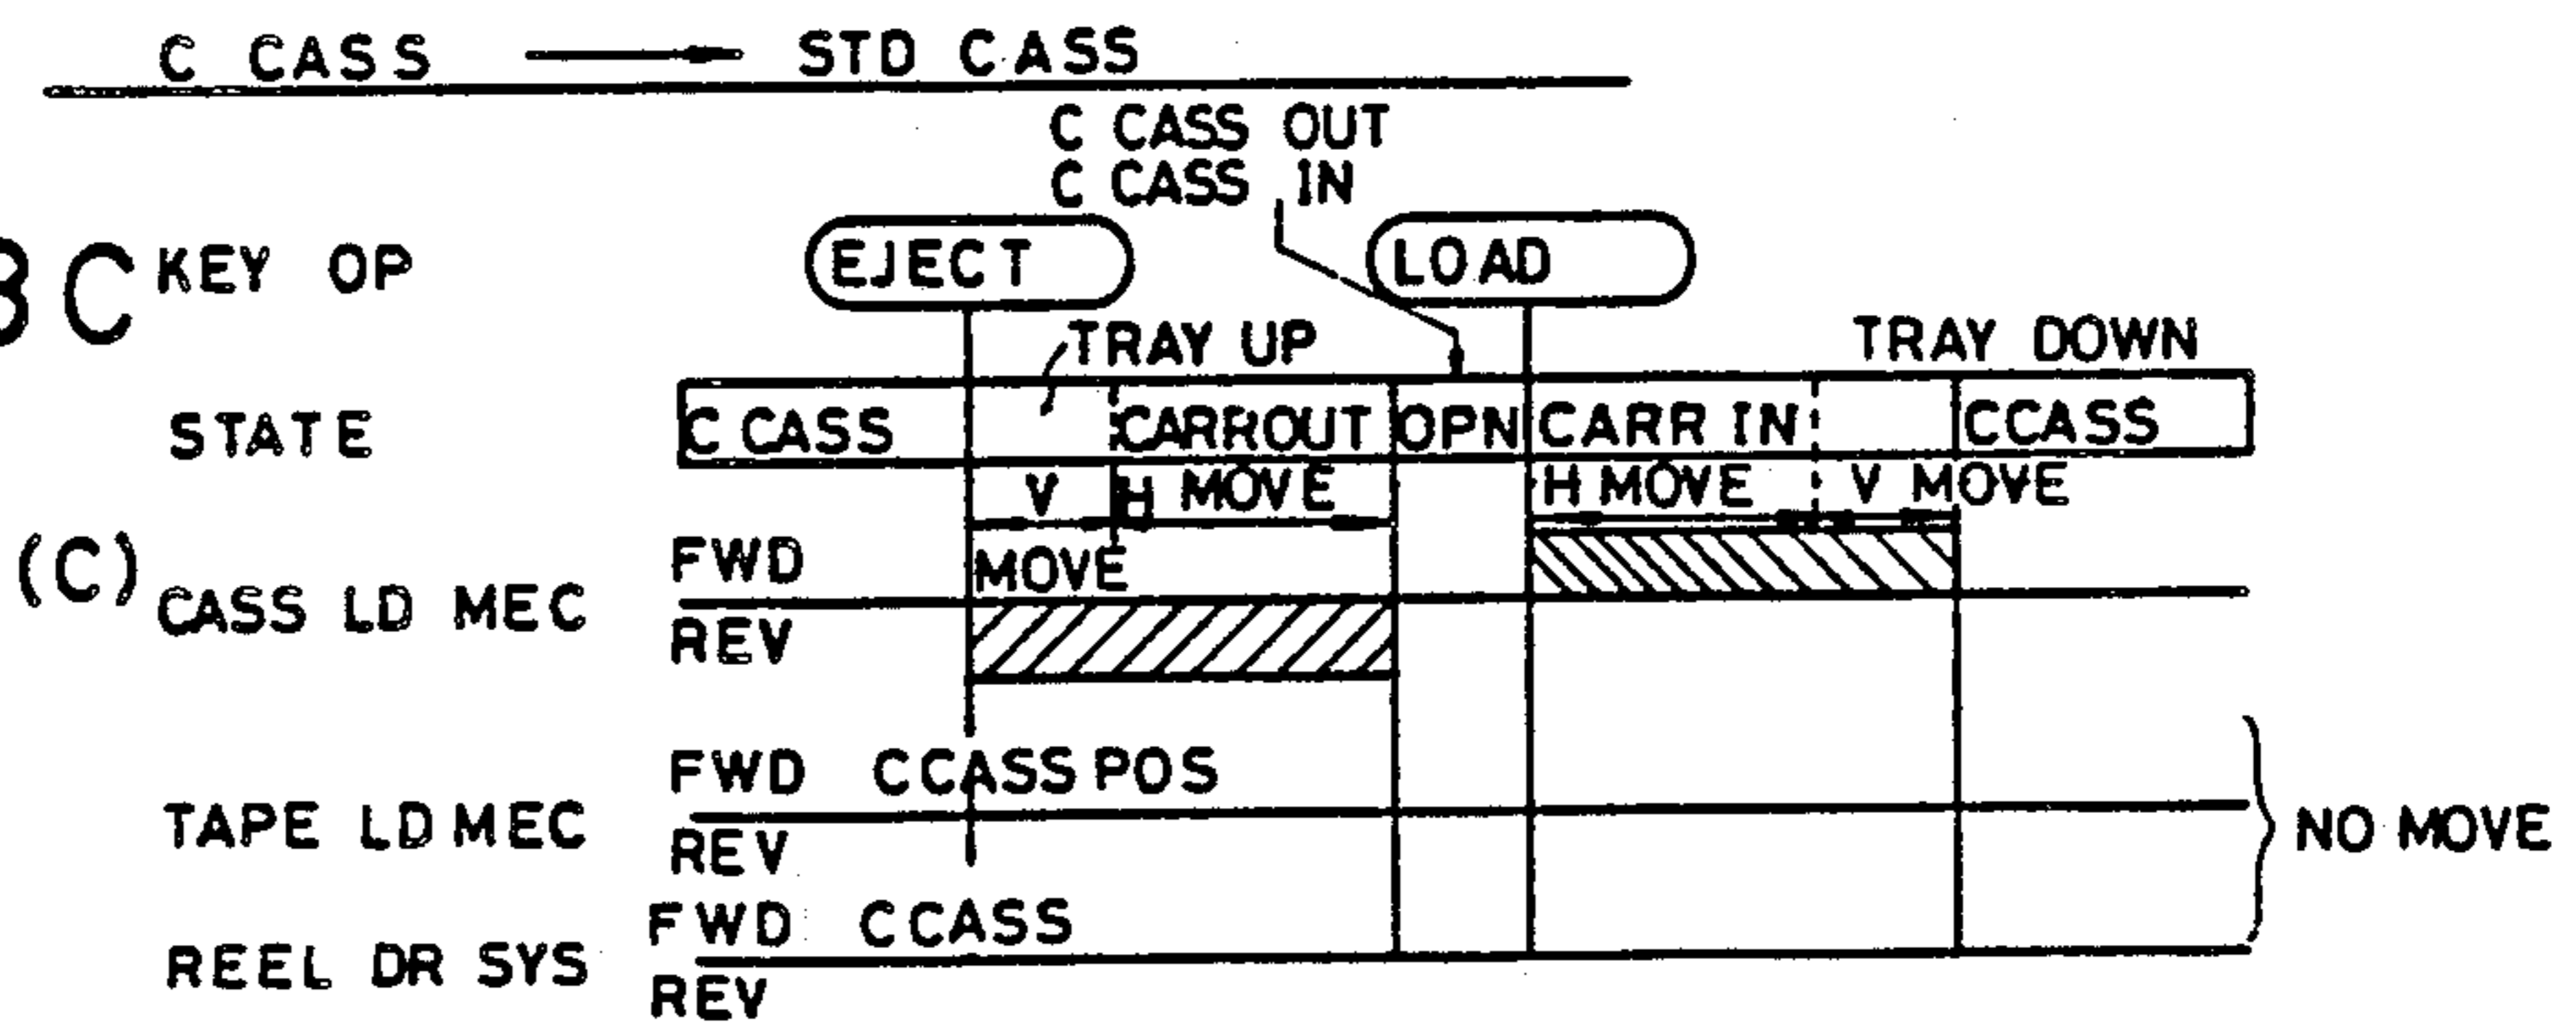 C CASS → STD CASS
C CASS OUT
C CASS IN
3C KEY OP
EJECT
LOAD
TRAY UP
TRAY DOWN
STATE
C CASS
CARROUT
OPN
CARR IN
CCASS
V
H MOVE
H MOVE
V MOVE
(C)
CASS LD MEC
FWD
MOVE
REV
TAPE LD MEC
FWD
CCASS POS
REV
NO MOVE
REEL DR SYS
FWD
CCASS
REV